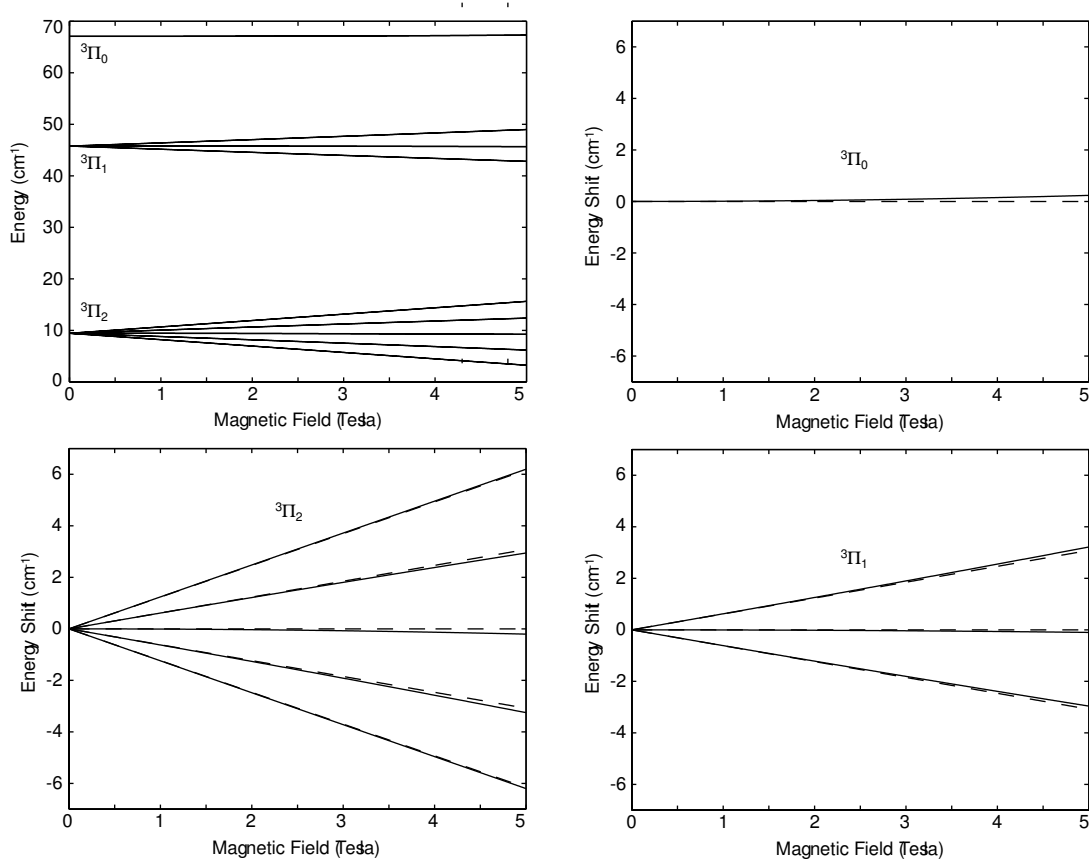 70
60
50
40
30
20
10
0
Energy (cm⁻¹)
³Π₀
³Π₁
³Π₂
0 1 2 3 4 5
Magnetic Field (Tesla)
6
4
2
0
-2
-4
-6
Energy Shift (cm⁻¹)
³Π₀
0 1 2 3 4 5
Magnetic Field (Tesla)
6
4
2
0
-2
-4
-6
Energy Shift (cm⁻¹)
³Π₂
0 1 2 3 4 5
Magnetic Field (Tesla)
6
4
2
0
-2
-4
-6
Energy Shift (cm⁻¹)
³Π₁
0 1 2 3 4 5
Magnetic Field (Tesla)